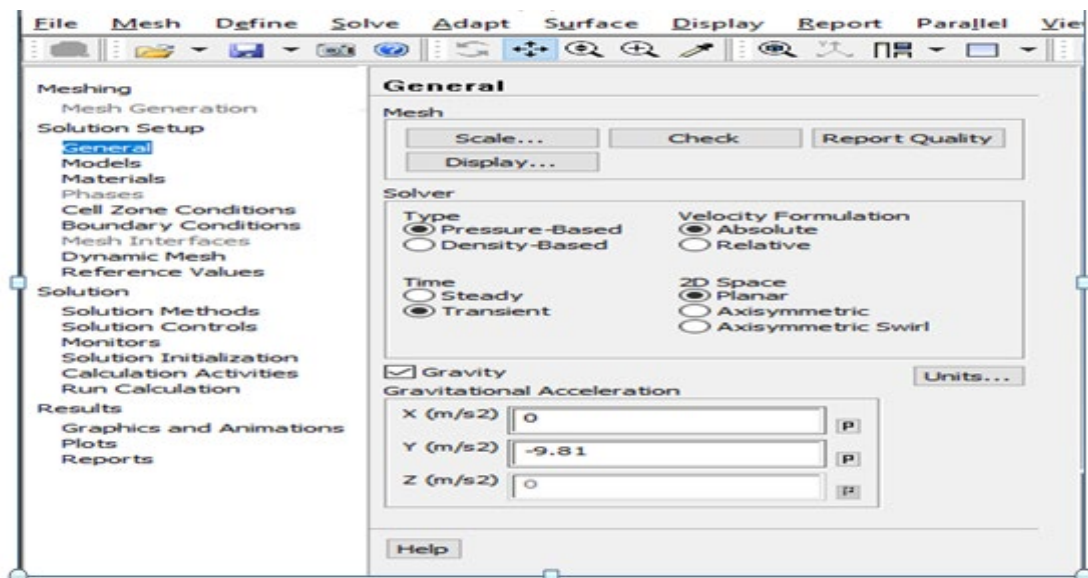 File Mesh Define Solve Adapt Surface Display Report Parallel Vie
Meshing
Mesh Generation
Solution Setup
General
Models
Materials
Phases
Cell Zone Conditions
Boundary Conditions
Mesh Interfaces
Dynamic Mesh
Reference Values
Solution
Solution Methods
Solution Controls
Monitors
Solution Initialization
Calculation Activities
Run Calculation
Results
Graphics and Animations
Plots
Reports
General
Mesh
Scale... Check Report Quality
Display...
Solver
Type Velocity Formulation
Pressure-Based Absolute
Density-Based Relative
Time 2D Space
Steady Planar
Transient Axisymmetric
Axisymmetric Swirl
Gravity Units...
Gravitational Acceleration
X (m/s2) 0 P
Y (m/s2) -9.81 P
Z (m/s2) 0 P
Help